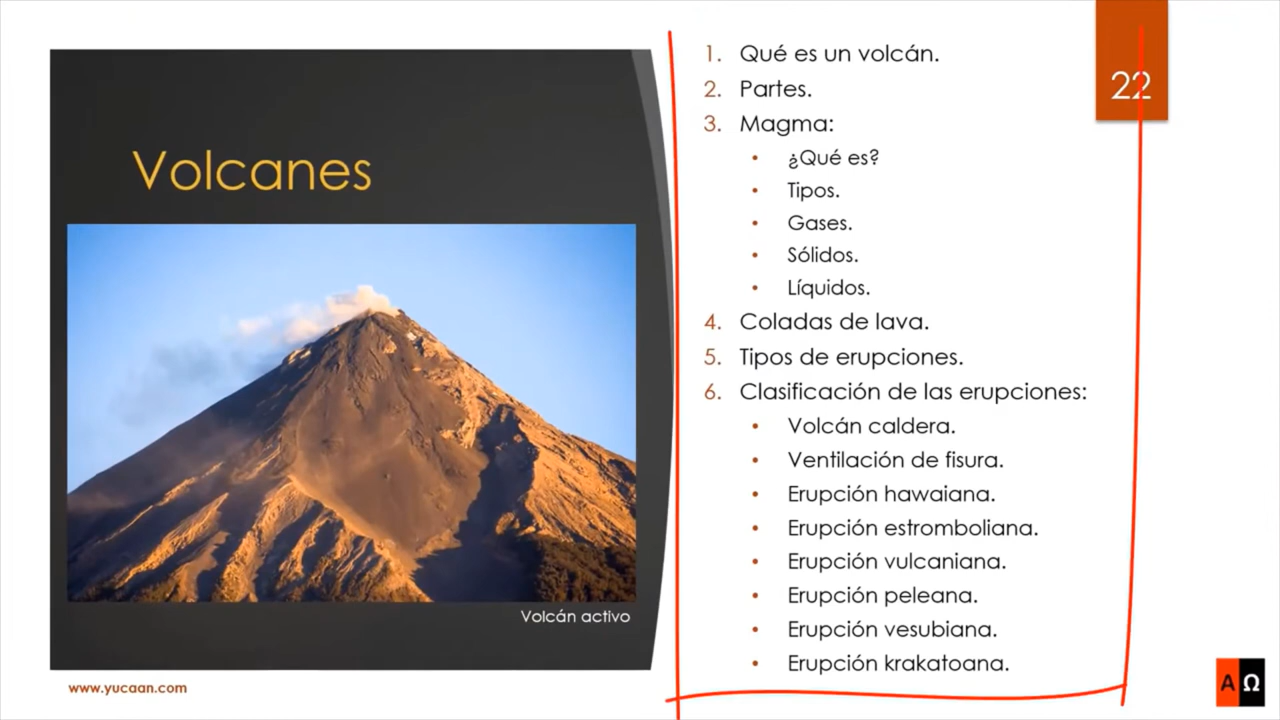 Volcanes
Volcán activo
www.yucaan.com
1. Qué es un volcán.
2. Partes.
3. Magma:
• ¿Qué es?
• Tipos.
• Gases.
• Sólidos.
• Líquidos.
4. Coladas de lava.
5. Tipos de erupciones.
6. Clasificación de las erupciones:
• Volcán caldera.
• Ventilación de fisura.
• Erupción hawaiana.
• Erupción estromboliana.
• Erupción vulcaniana.
• Erupción peleana.
• Erupción vesubiana.
• Erupción krakatoana.
22
A Ω